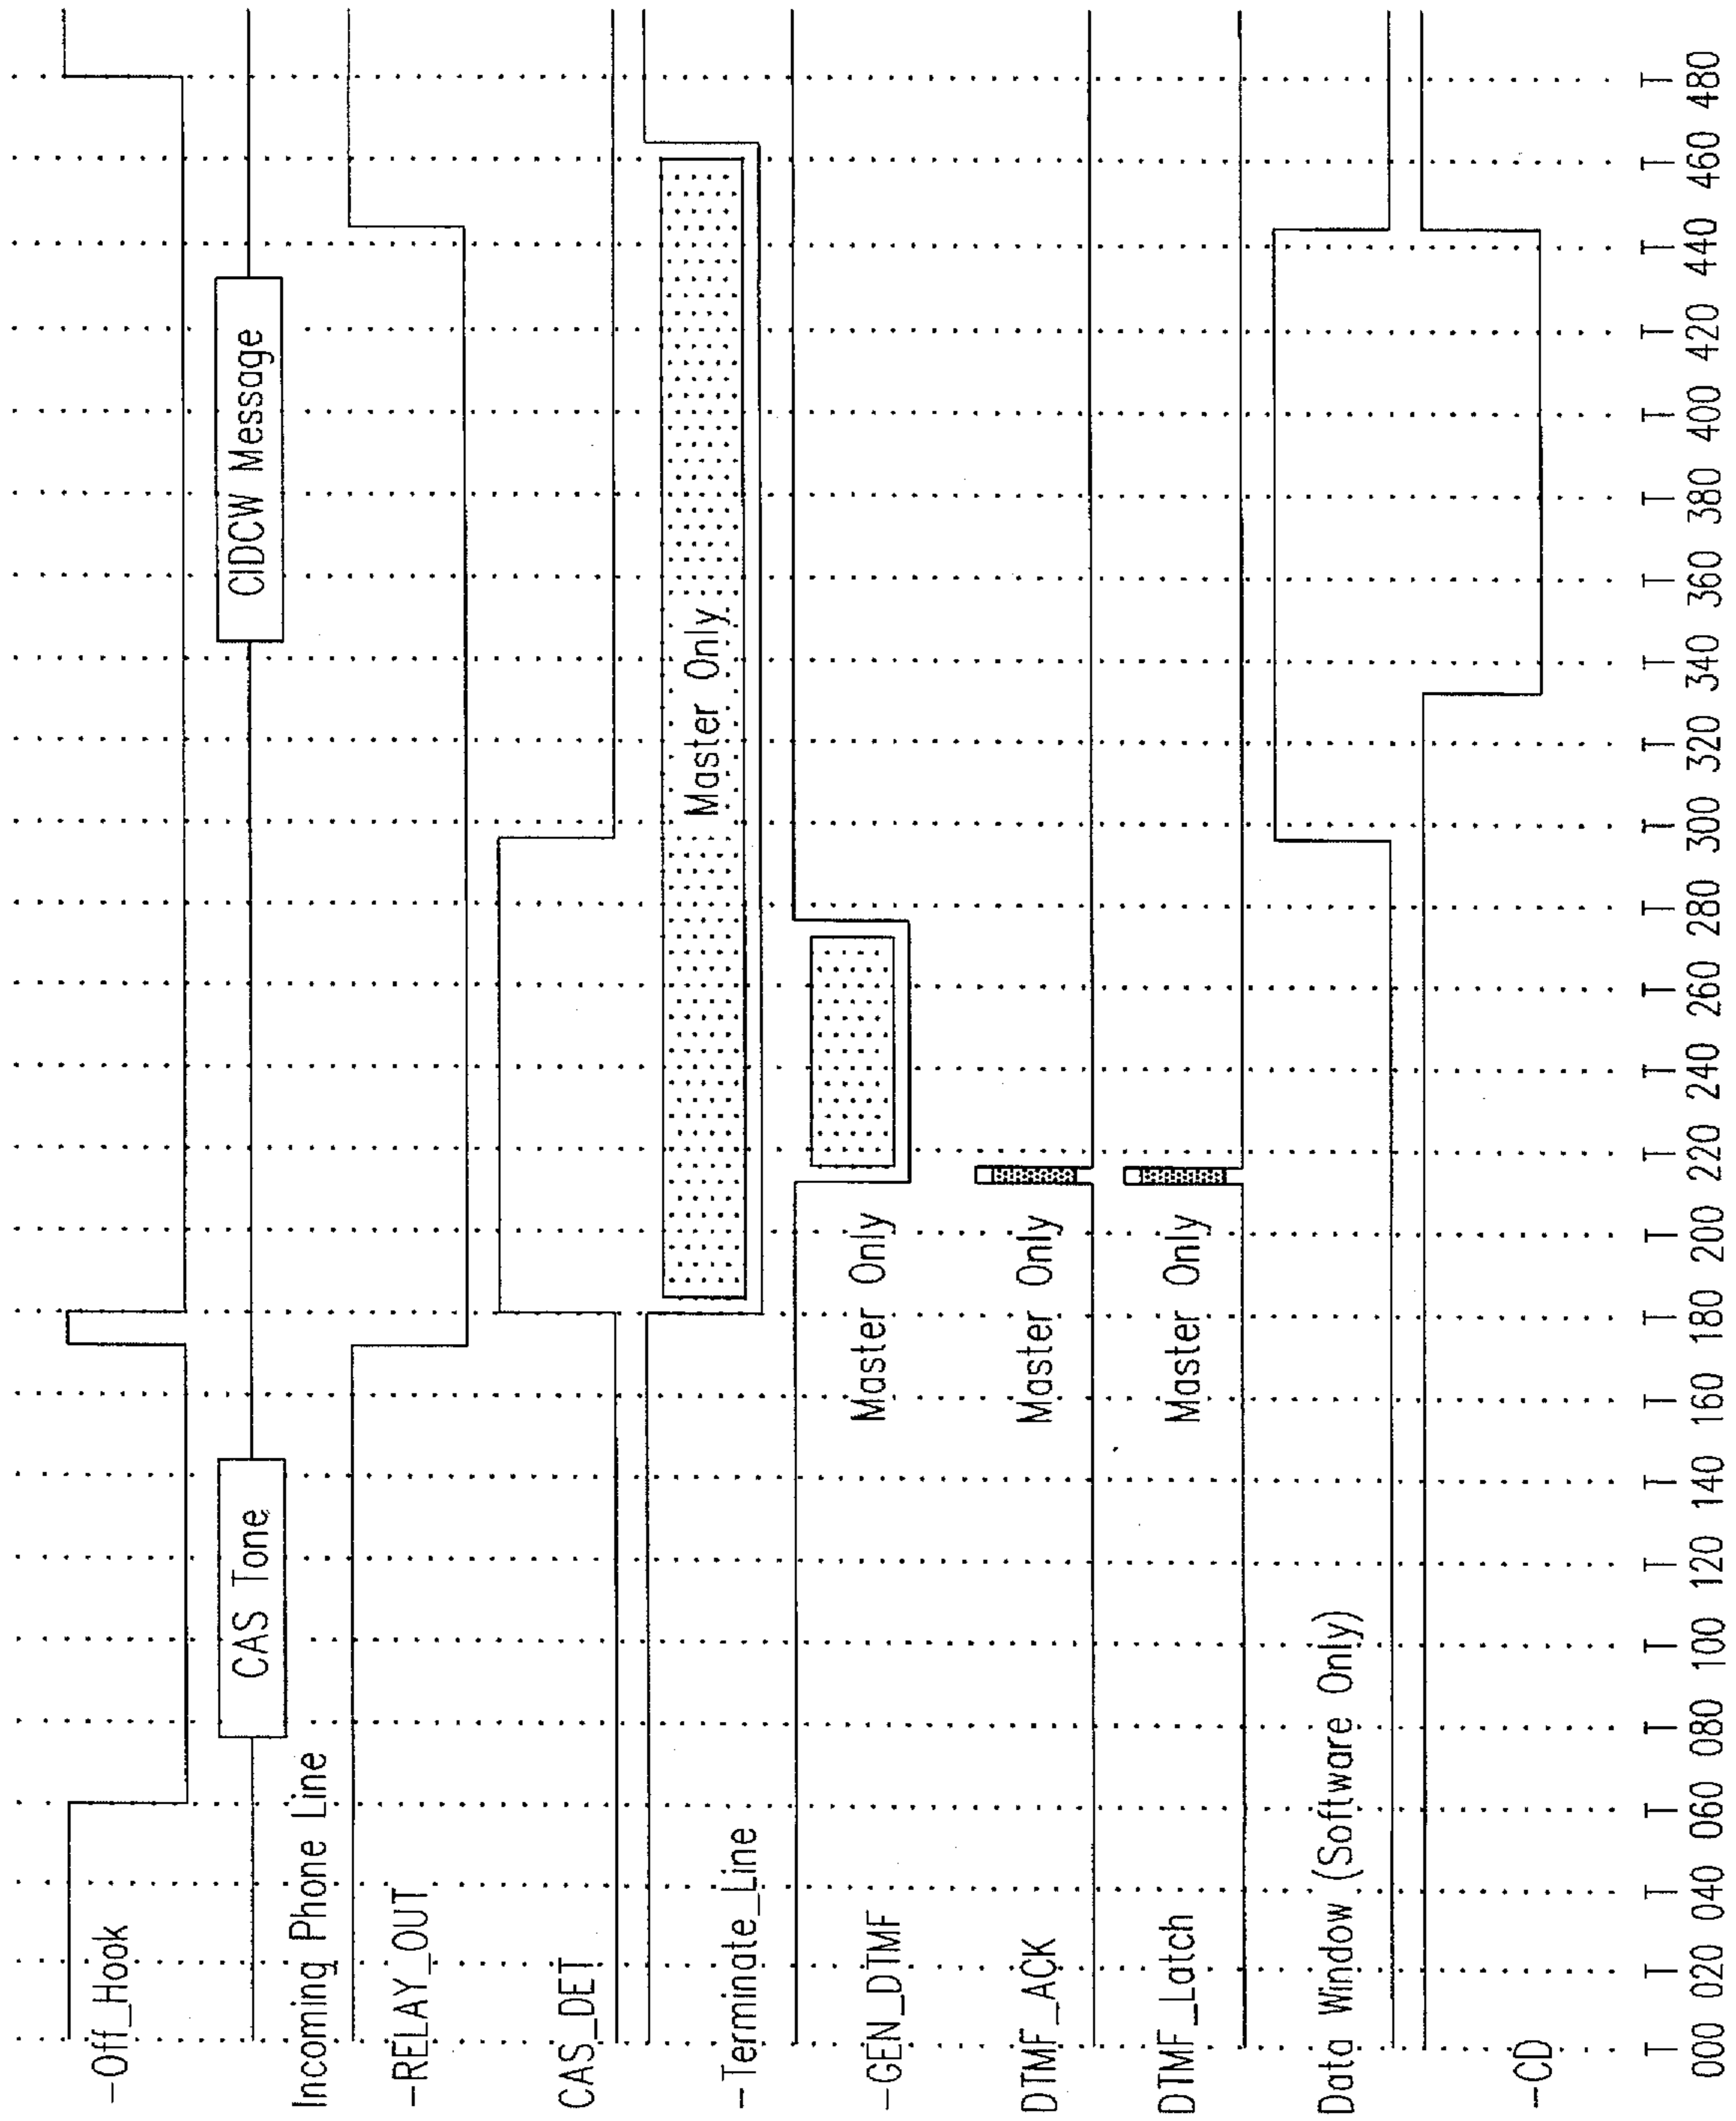 -Off_Hook
CAS Tone
CIDCW Message
Incoming Phone Line
-RELAY_OUT
CAS_DET
Master Only
-Terminate_Line
-GEN_DTMF
Master Only
DTMF_ACK
Master Only
DTMF_Latch
Master Only
Data Window (Software Only)
-CD
000 020 040 060 080 100 120 140 160 180 200 220 240 260 280 300 320 340 360 380 400 420 440 460 480